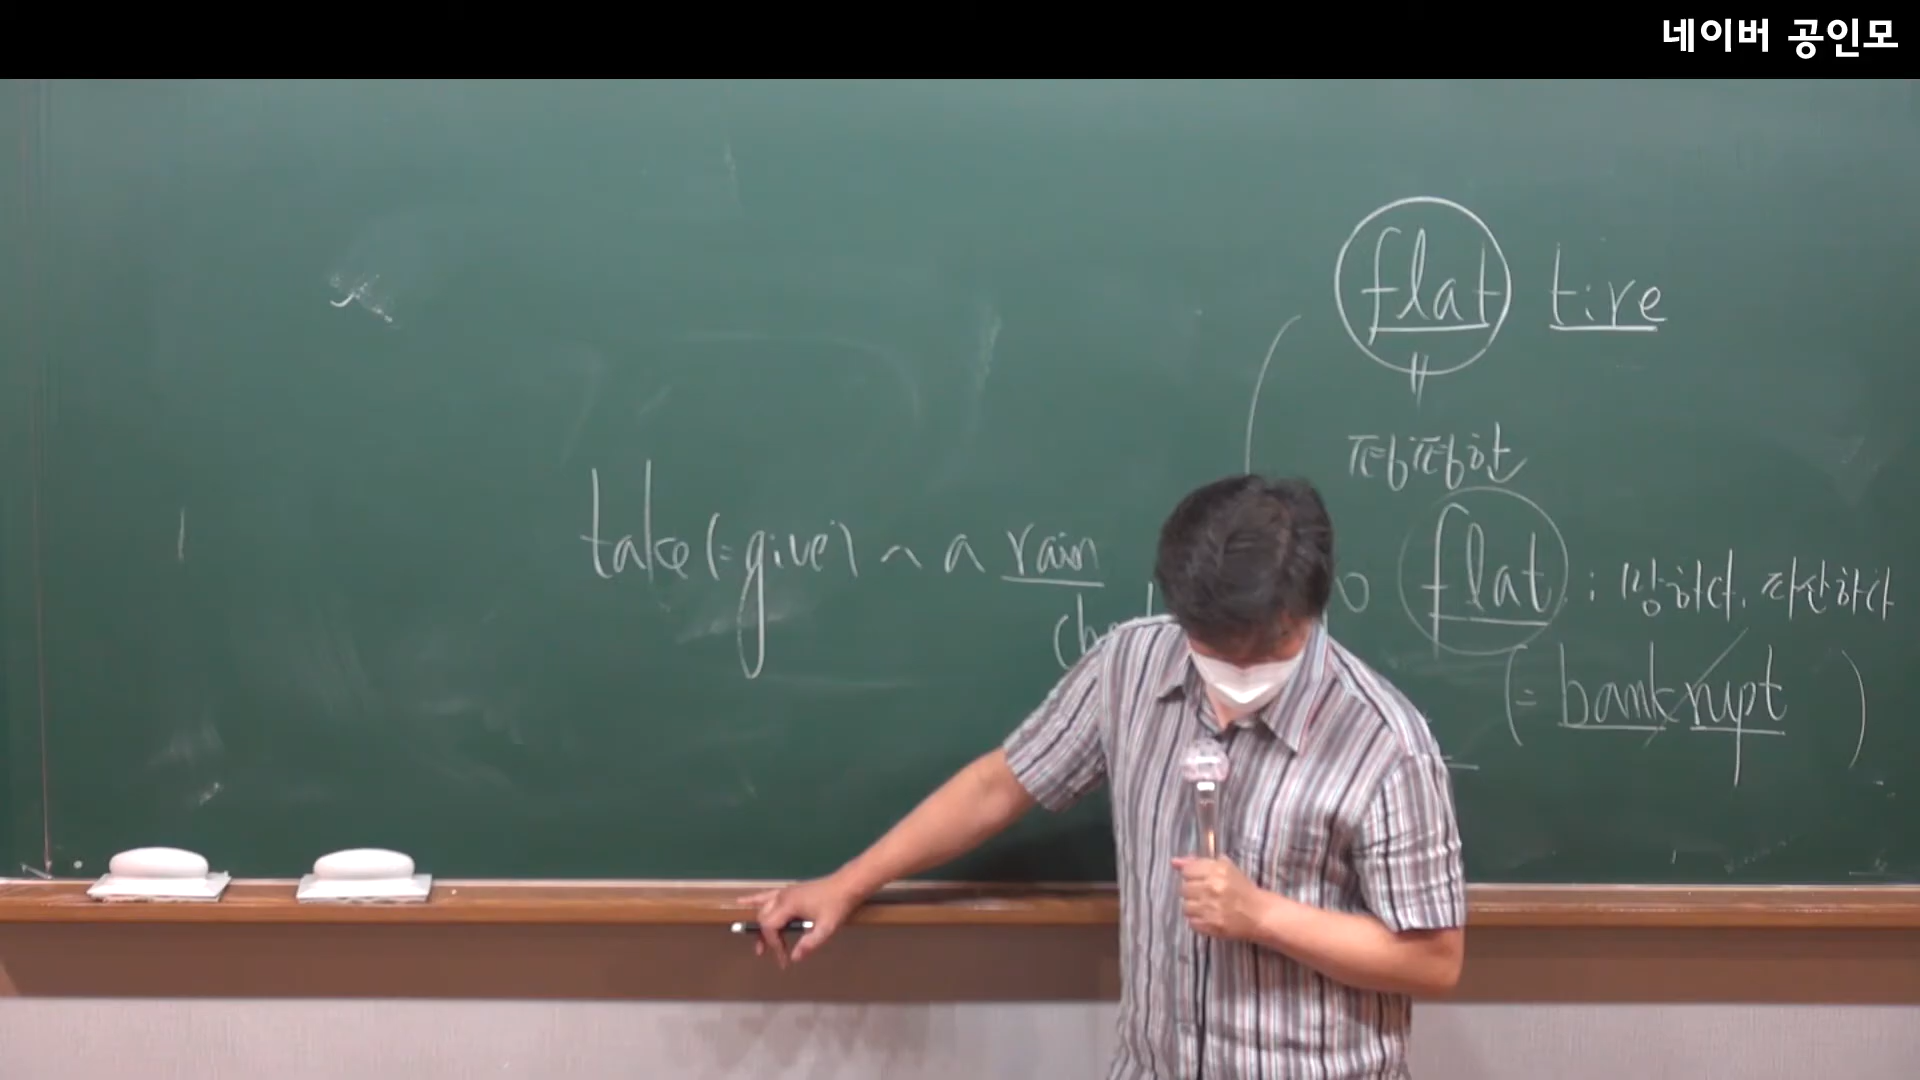 네이버 공인모
flat tire
"
평평한
take(=give) ~ a rain
flat : 망하다, 파산하다
(= bankrupt )